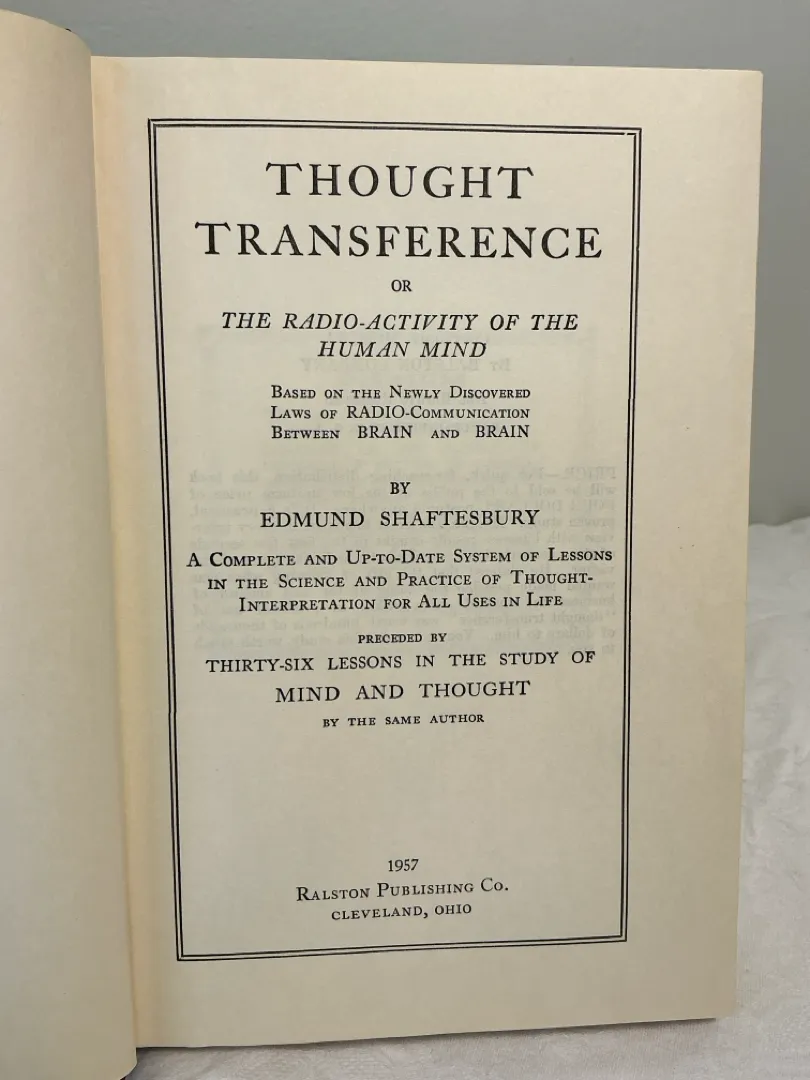 THOUGHT
TRANSFERENCE
OR
THE RADIO-ACTIVITY OF THE
HUMAN MIND
BASED ON THE NEWLY DISCOVERED
LAWS OF RADIO-COMMUNICATION
BETWEEN BRAIN AND BRAIN
BY
EDMUND SHAFTESBURY
A COMPLETE AND UP-TO-DATE SYSTEM OF LESSONS
IN THE SCIENCE AND PRACTICE OF THOUGHT-
INTERPRETATION FOR ALL USES IN LIFE
PRECEDED BY
THIRTY-SIX LESSONS IN THE STUDY OF
MIND AND THOUGHT
BY THE SAME AUTHOR
1957
RALSTON PUBLISHING CO.
CLEVELAND, OHIO